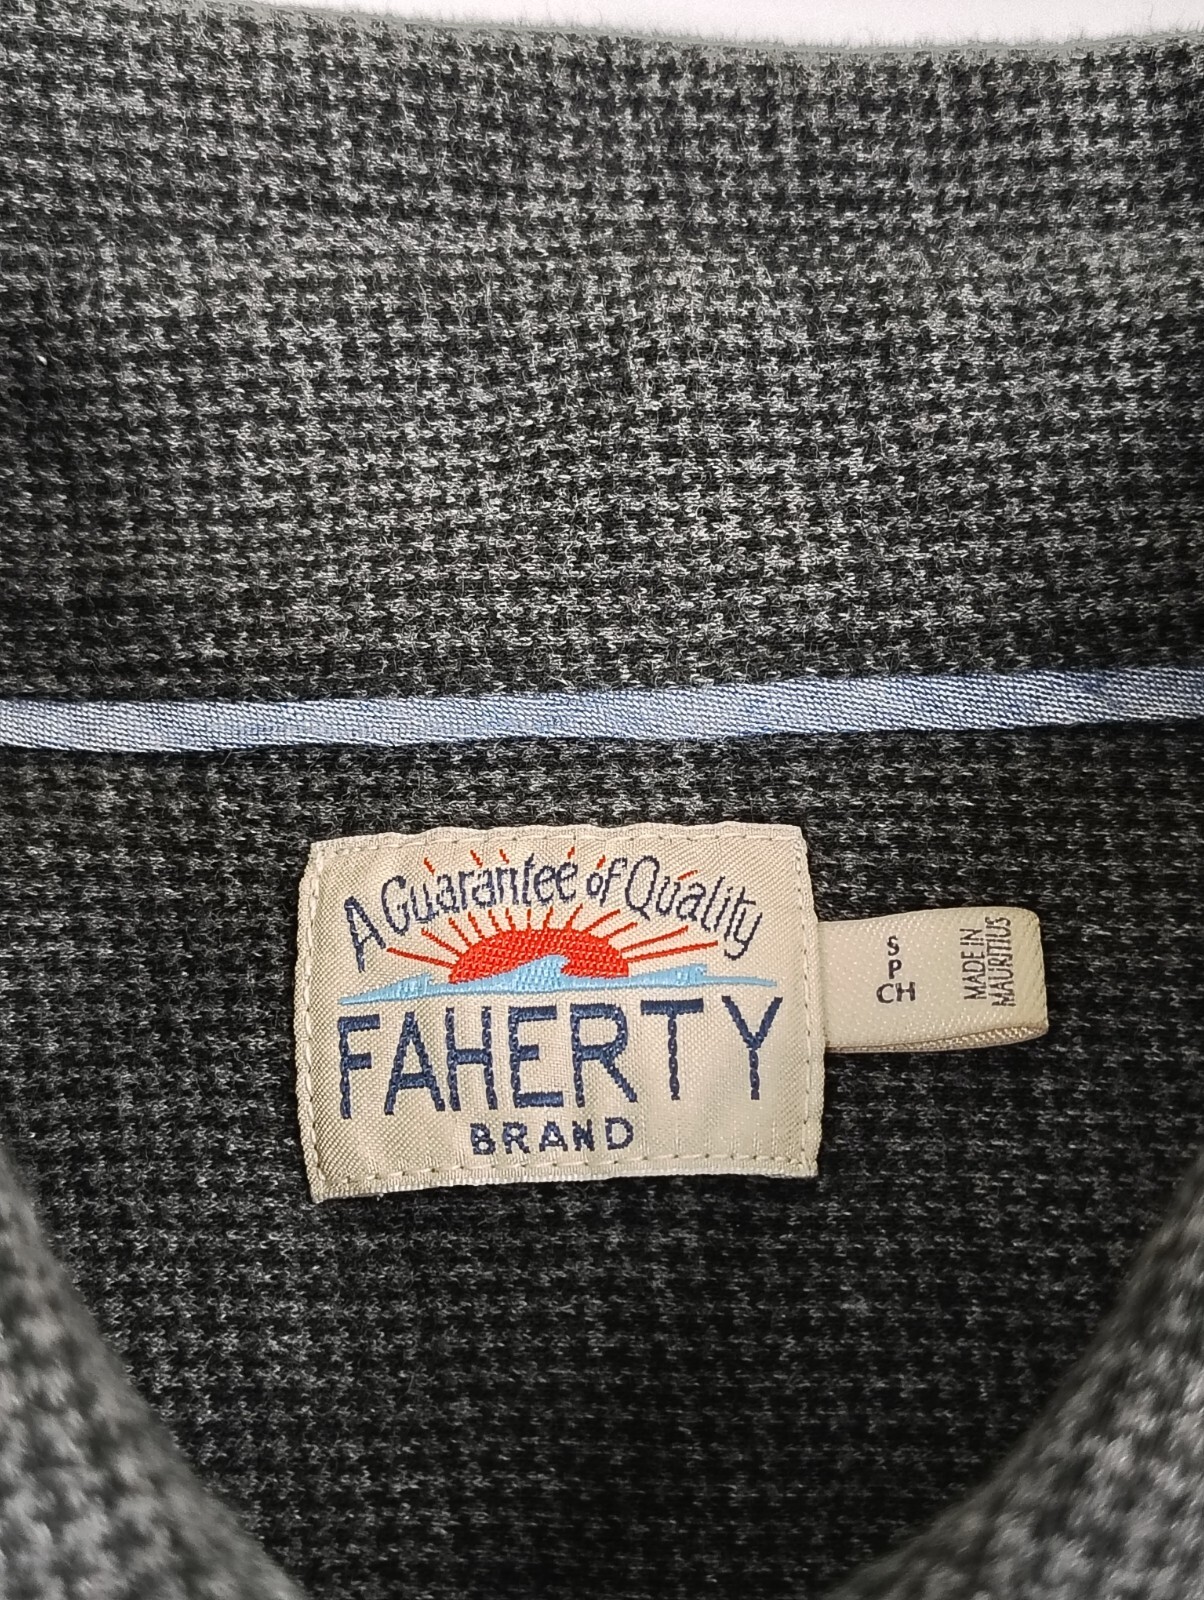 A Guarantee of Quality
FAHERTY
BRAND
S
P
CH
MADE IN
MAURITIUS